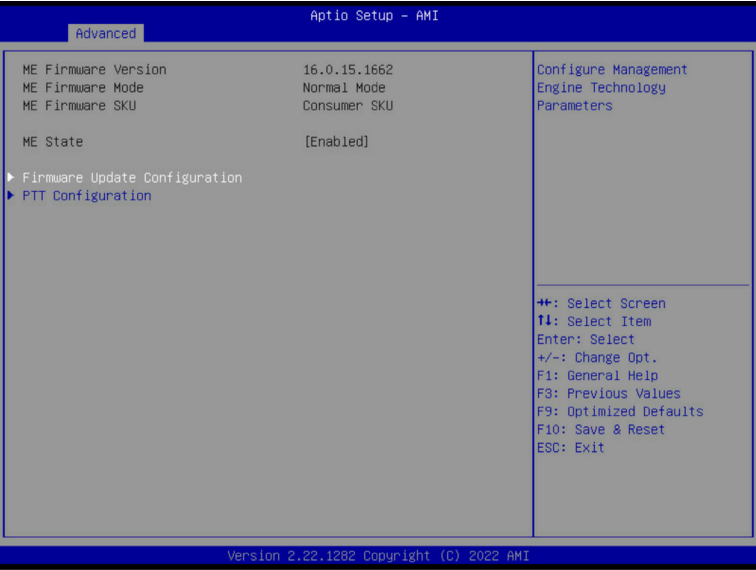 Aptio Setup – AMI
Advanced
ME Firmware Version 16.0.15.1662
ME Firmware Mode Normal Mode
ME Firmware SKU Consumer SKU
ME State [Enabled]
Firmware Update Configuration
PTT Configuration
Configure Management
Engine Technology
Parameters
→←: Select Screen
↑↓: Select Item
Enter: Select
+/-: Change Opt.
F1: General Help
F3: Previous Values
F9: Optimized Defaults
F10: Save & Reset
ESC: Exit
Version 2.22.1282 Copyright (C) 2022 AMI